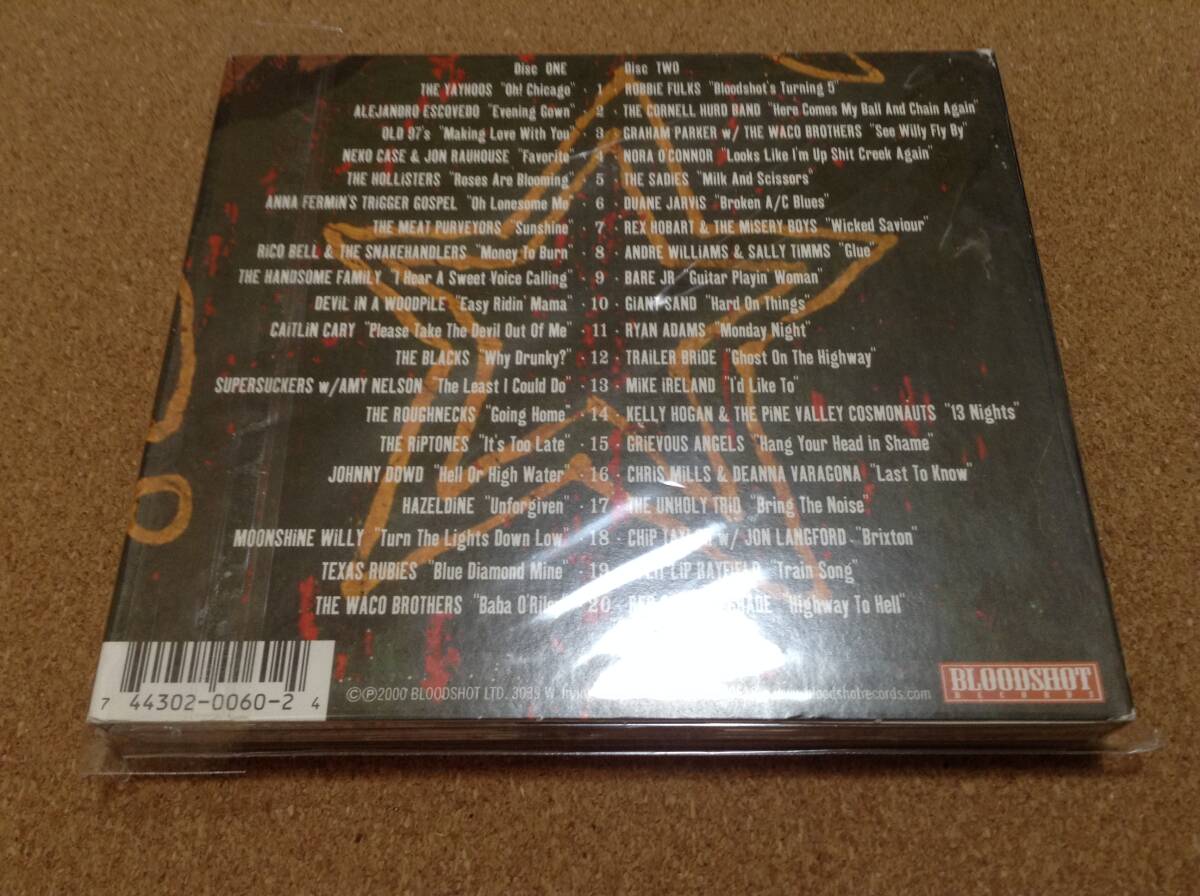 Disc ONE Disc TWO
THE YAYHOOS "Oh! Chicago" · 1 · ROBBIE FULKS "Bloodshot's Turning 5"
ALEJANDRO ESCOVEDO "Evening Gown" · 2 · THE CORNELL HURD BAND "Here Comes My Ball And Chain Again"
OLD 97's "Making Love With You" · 3 · GRAHAM PARKER w/ THE WACO BROTHERS "See Willy Fly By"
NEKO CASE & JON RAUHOUSE "Favorite" 4 · NORA O'CONNOR "Looks Like I'm Up Shit Creek Again"
THE HOLLiSTERS "Roses Are Blooming" 5 · THE SADIES "Milk And Scissors"
ANNA FERMiN'S TRiGGER GOSPEL "Oh Lonesome Me" · 6 · DUANE JARViS "Broken A/C Blues"
THE MEAT PURVEYORS "Sunshine" · 7 · REX HOBART & THE MiSERY BOYS "Wicked Saviour"
RiCO BELL & THE SNAKEHANDLERS "Money To Burn" · 8 · ANDRE WiLLIAMS & SALLY TiMMS "Glue"
THE HANDSOME FAMiLY "I Hear A Sweet Voice Calling" · 9 · BARE JR. "Guitar Playin' Woman"
DEViL iN A WOODPiLE "Easy Ridin' Mama" · 10 · GiANT SAND "Hard On Things"
CAiTLiN CARY "Please Take The Devil Out Of Me" · 11 · RYAN ADAMS "Monday Night"
THE BLACKS "Why Drunky?" · 12 · TRAiLER BRiDE "Ghost On The Highway"
SUPERSUCKERS w/AMY NELSON "The Least I Could Do" · 13 · MiKE iRELAND "I'd Like To"
THE ROUGHNECKS "Going Home" · 14 · KELLY HOGAN & THE PiNE VALLEY COSMONAUTS "13 Nights"
THE RiPTONES "It's Too Late" · 15 · GRiEVOUS ANGELS "Hang Your Head in Shame"
JOHNNY DOWD "Hell Or High Water" · 16 · CHRiS MiLLS & DEANNA VARAGONA "Last To Know"
HAZELDINE "Unforgiven" · 17 · THE UNHOLY TRiO "Bring The Noise"
MOONSHiNE WiLLY "Turn The Lights Down Low" 18 · CHiP w/ JON LANGFORD "Brixton"
TEXAS RUBiES "Blue Diamond Mine" · 19 "Train Song"
THE WACO BROTHERS "Baba 20 "Highway To Hell"
©℗2000 BLOODSHOT LTD. 3039 W. bloodshotrecords.com
BLOODSHOT
RECORDS
7 44302-0060-2 4